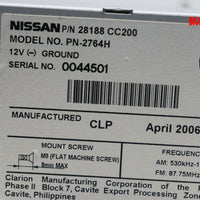 NISSAN P/N 28188 CC200
MODEL NO. PN-2764H
12V (-) GROUND
SERIAL NO. 0044501
MANUFACTURED
CLP April 2006
MOUNT SCREW
M5 (FLAT MACHINE SCREW)
8mm MAX
FREQUENC
AM: 530kHz-1
FM: 87.75MHz
Clarion Manufacturing Corporation of the
Phase II Block 7, Cavite Export Processing Zone
Cavite, Philippines